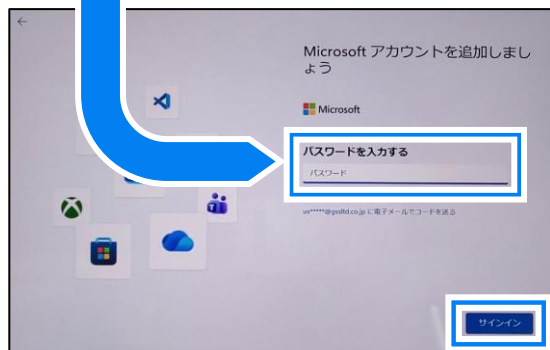 Microsoft アカウントを追加しまし
ょう
Microsoft
パスワードを入力する
パスワード
us*****@gssltd.co.jp に電子メールでコードを送る
サインイン